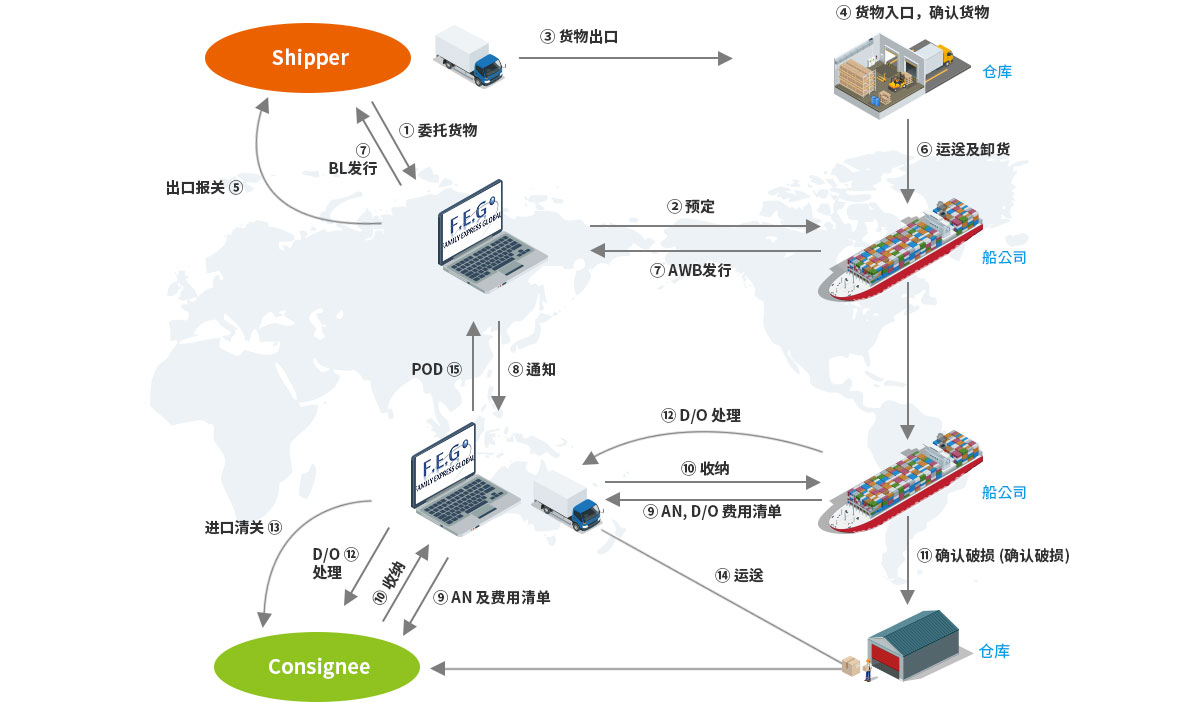 ④ 货物入口，确认货物
③ 货物出口
Shipper
仓库
① 委托货物
⑦
BL发行
⑥ 运送及卸货
出口报关 ⑤
F.E.G
FAMILY EXPRESS GLOBAL
② 预定
⑦ AWB发行
船公司
POD ⑮
⑧ 通知
⑫ D/O 处理
F.E.G
FAMILY EXPRESS GLOBAL
⑩ 收纳
⑨ AN, D/O 费用清单
船公司
进口清关 ⑬
D/O ⑫
处理
⑩ 收纳
⑨ AN 及费用清单
⑪ 确认破损 (确认破损)
⑭ 运送
仓库
Consignee